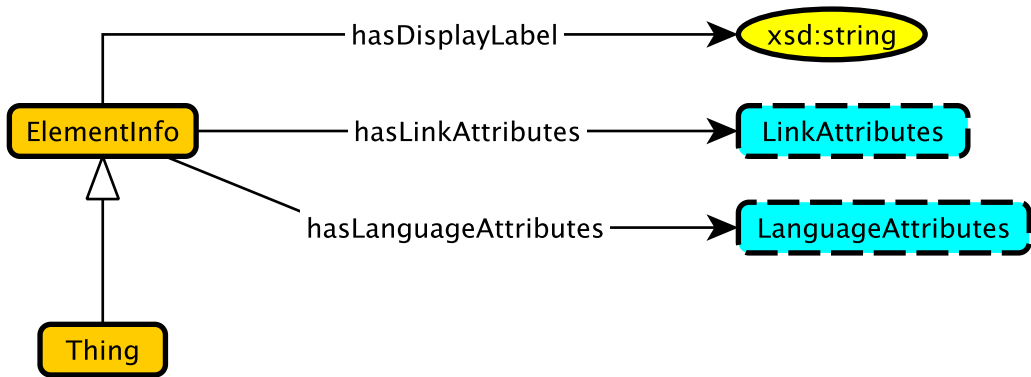 hasDisplayLabel
xsd:string
ElementInfo
hasLinkAttributes
LinkAttributes
hasLanguageAttributes
LanguageAttributes
Thing